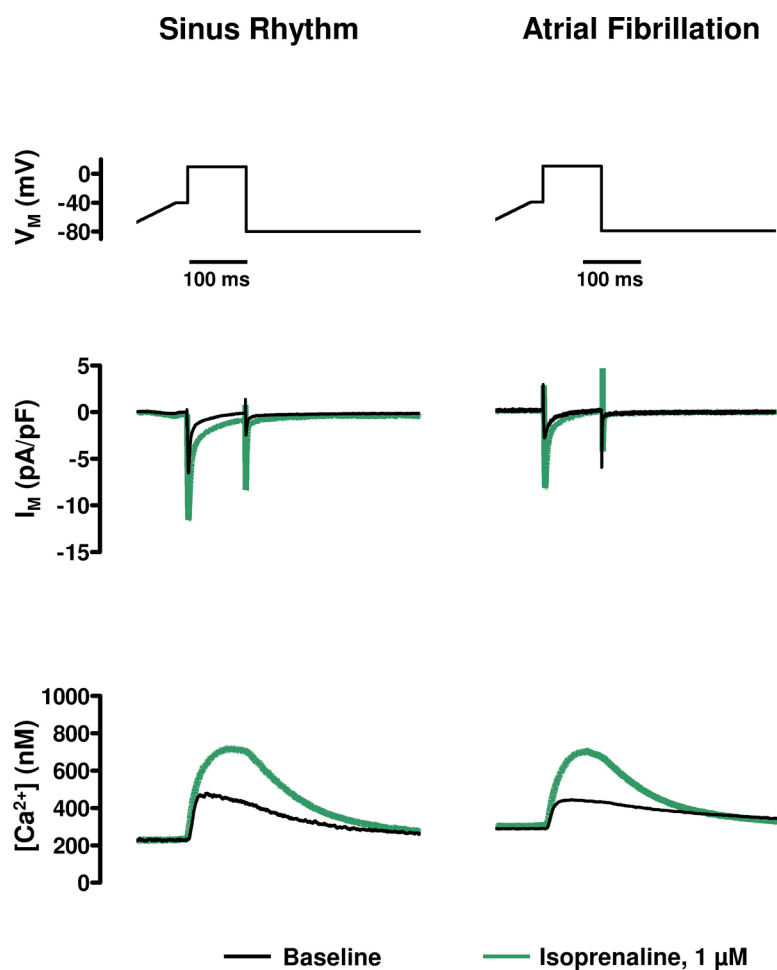 Sinus Rhythm
Atrial Fibrillation
V_M (mV)
0
-40
-80
100 ms
100 ms
I_M (pA/pF)
5
0
-5
-10
-15
[Ca²⁺] (nM)
1000
800
600
400
200
0
Baseline
Isoprenaline, 1 µM